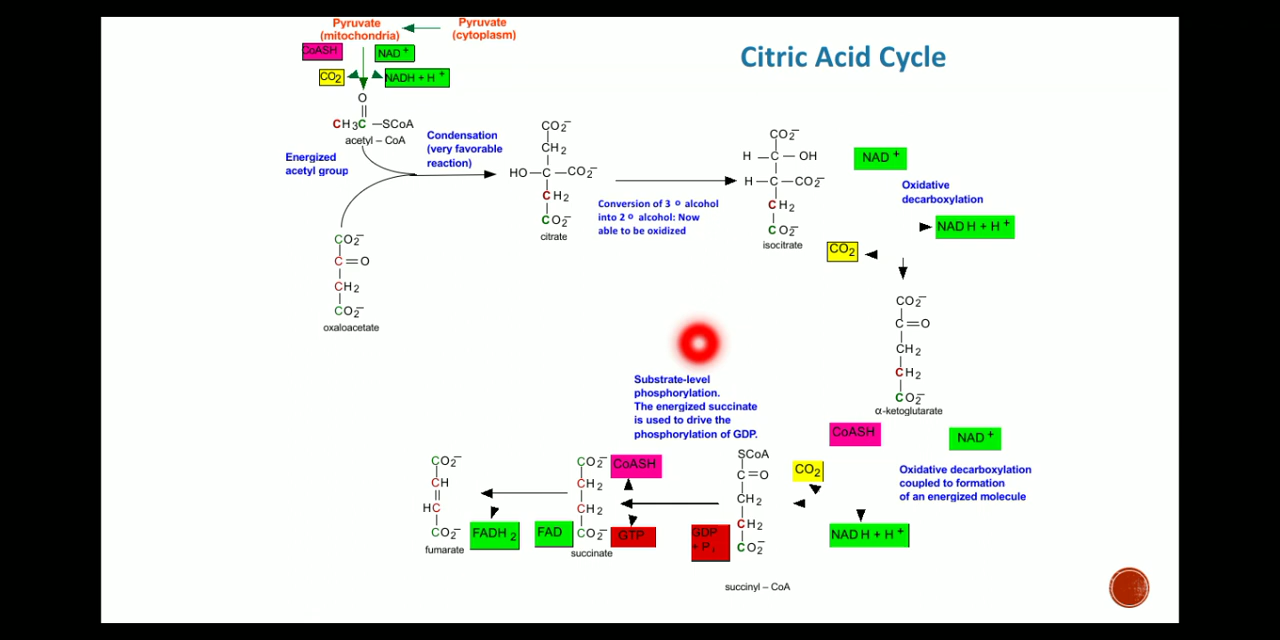 Citric Acid Cycle
Pyruvate
(mitochondria)
Pyruvate
(cytoplasm)
CoASH
NAD +
CO2
NADH + H +
O
CH3C —SCoA
acetyl – CoA
Energized
acetyl group
Condensation
(very favorable
reaction)
CO2–
C=O
CH2
CO2–
oxaloacetate
CO2–
CH2
HO—C—CO2–
CH2
CO2–
citrate
Conversion of 3 º alcohol
into 2 º alcohol: Now
able to be oxidized
CO2–
H —C— OH
H —C—CO2–
CH2
CO2–
isocitrate
NAD +
Oxidative
decarboxylation
NAD H + H +
CO2
CO2–
C=O
CH2
CH2
CO2–
α-ketoglutarate
CoASH
NAD +
Oxidative decarboxylation
coupled to formation
of an energized molecule
CO2
NAD H + H +
SCoA
C=O
CH2
CH2
CO2–
succinyl – CoA
Substrate-level
phosphorylation.
The energized succinate
is used to drive the
phosphorylation of GDP.
GDP
+ Pi
CoASH
GTP
CO2–
CH2
CH2
CO2–
succinate
FAD
FADH 2
CO2–
CH
HC
CO2–
fumarate